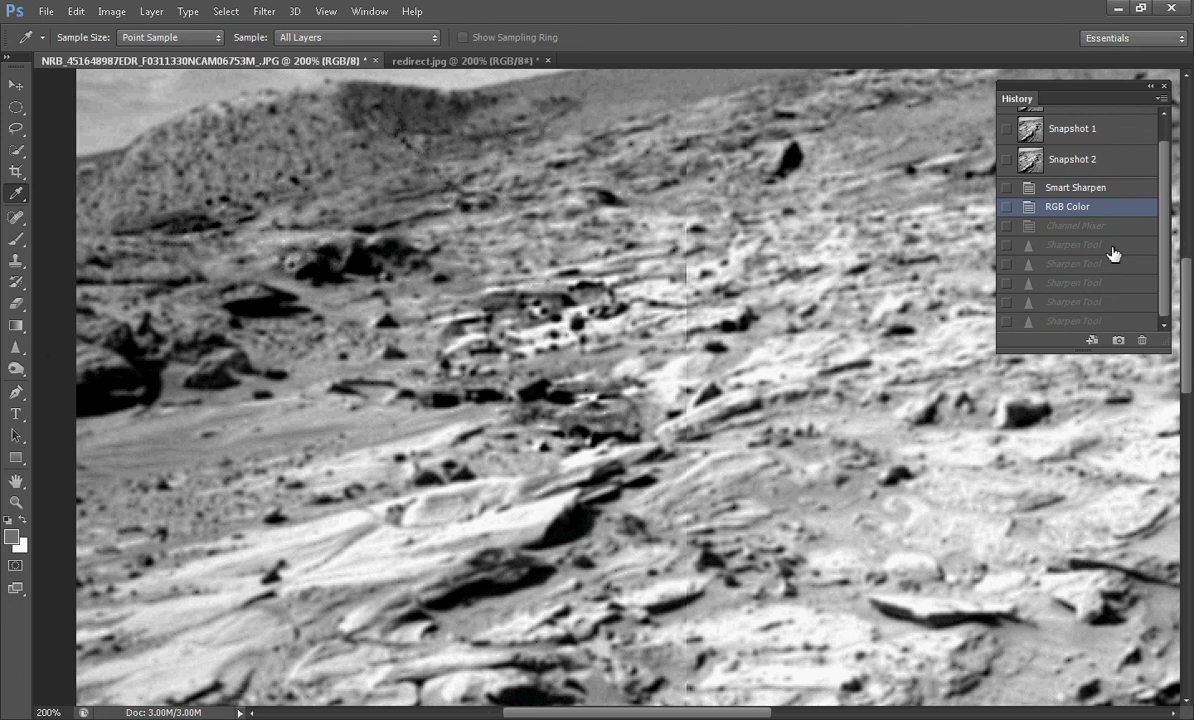 Ps File Edit Image Layer Type Select Filter 3D View Window Help
Sample Size: Point Sample Sample: All Layers Show Sampling Ring Essentials
NRB_451648987EDR_F0311330NCAM06753M_.JPG @ 200% (RGB/8) * × redirect.jpg @ 200% (RGB/8#) * ×
History
Snapshot 1
Snapshot 2
Smart Sharpen
RGB Color
Channel Mixer
Sharpen Tool
Sharpen Tool
Sharpen Tool
Sharpen Tool
Sharpen Tool
200% Doc: 3.00M/3.00M